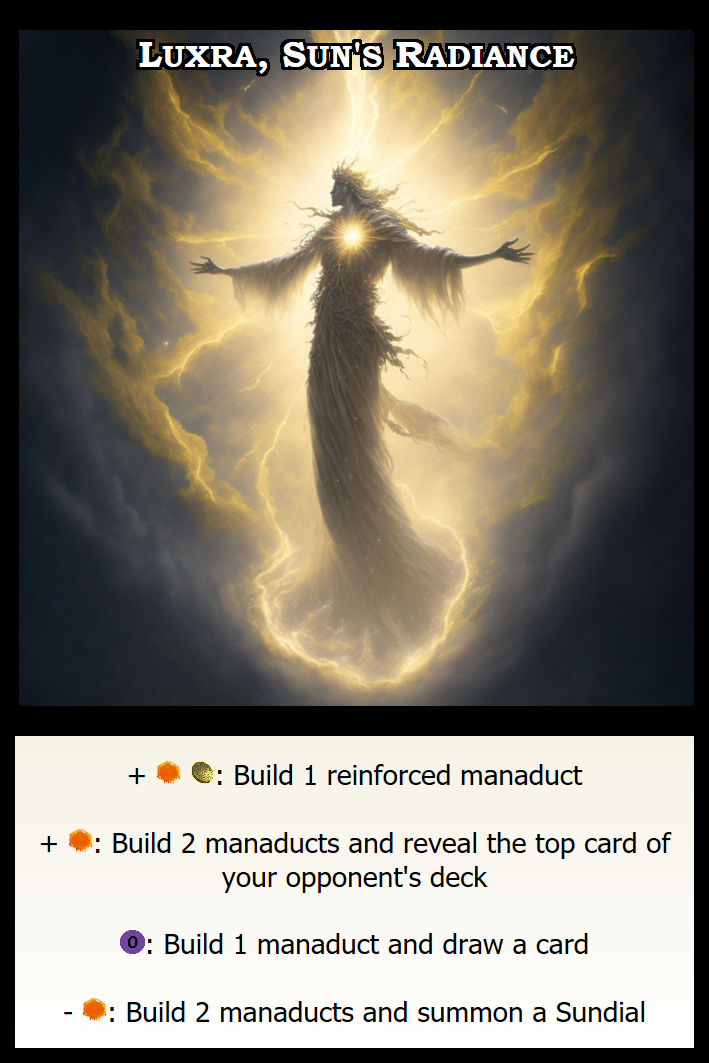 Luxra, Sun's Radiance
+ : Build 1 reinforced manaduct
+ : Build 2 manaducts and reveal the top card of
your opponent's deck
0: Build 1 manaduct and draw a card
- : Build 2 manaducts and summon a Sundial